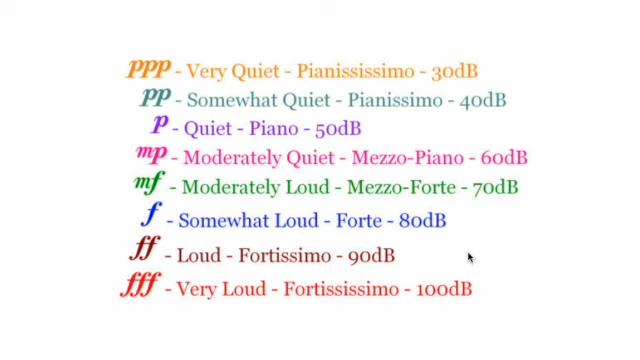 ppp - Very Quiet - Pianississimo - 30dB
pp - Somewhat Quiet - Pianissimo - 40dB
p - Quiet - Piano - 50dB
mp - Moderately Quiet - Mezzo-Piano - 60dB
mf - Moderately Loud - Mezzo-Forte - 70dB
f - Somewhat Loud - Forte - 80dB
ff - Loud - Fortissimo - 90dB
fff - Very Loud - Fortississimo - 100dB